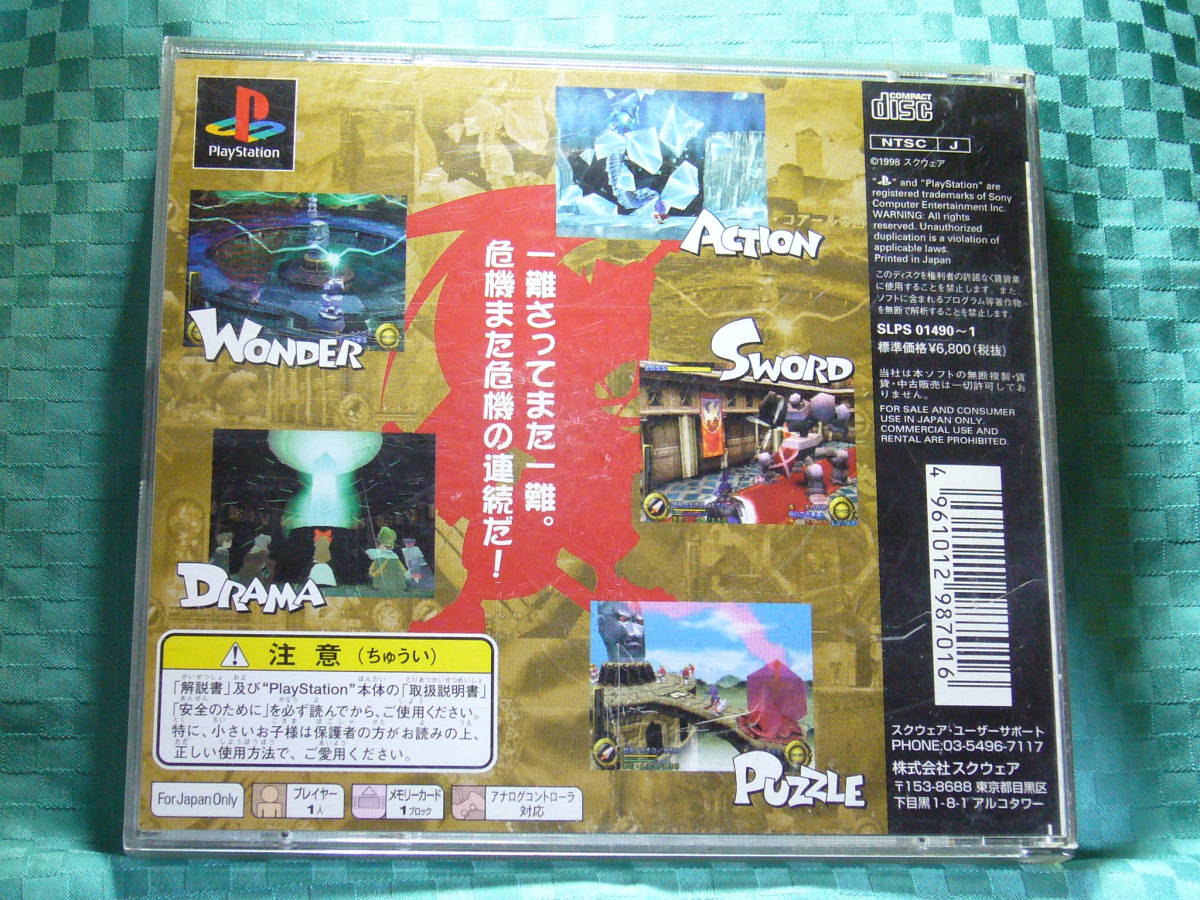 PlayStation
ACTION
WONDER
一難さってまた一難。
危機また危機の連続だ!
SWORD
DRAMA
PUZZLE
注意(ちゅうい)
「解説書」及び“PlayStation”本体の「取扱説明書」
「安全のために」を必ず読んでから、ご使用ください。
特に、小さいお子様は保護者の方がお読みの上、
正しい使用方法で、ご愛用ください。
For Japan Only
プレイヤー
1人
メモリーカード
1ブロック
アナログコントローラ
対応
COMPACT
disc
NTSC J
©1998 スクウェア
" " and "PlayStation" are
registered trademarks of Sony
Computer Entertainment Inc.
WARNING: All rights
reserved. Unauthorized
duplication is a violation of
applicable laws.
Printed in Japan
このディスクを権利者の許諾なく賃貸業
に使用することを禁止します。また、
ソフトに含まれるプログラム等著作物を
無断で解析することを禁止します。
SLPS 01490~1
標準価格¥6,800(税抜)
当社は本ソフトの無断複製・賃
貸・中古販売は一切許可してお
りません。
FOR SALE AND CONSUMER
USE IN JAPAN ONLY.
COMMERCIAL USE AND
RENTAL ARE PROHIBITED.
4961012987016
スクウェア・ユーザーサポート
PHONE:03-5496-7117
株式会社スクウェア
〒153-8688 東京都目黒区
下目黒1-8-1 アルコタワー